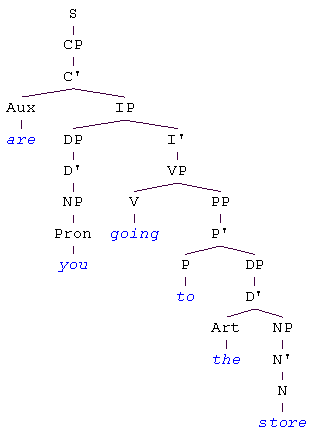 S
CP
C'
Aux IP
are DP I'
D' VP
NP V PP
Pron going P'
you P DP
to D'
Art NP
the N'
N
store